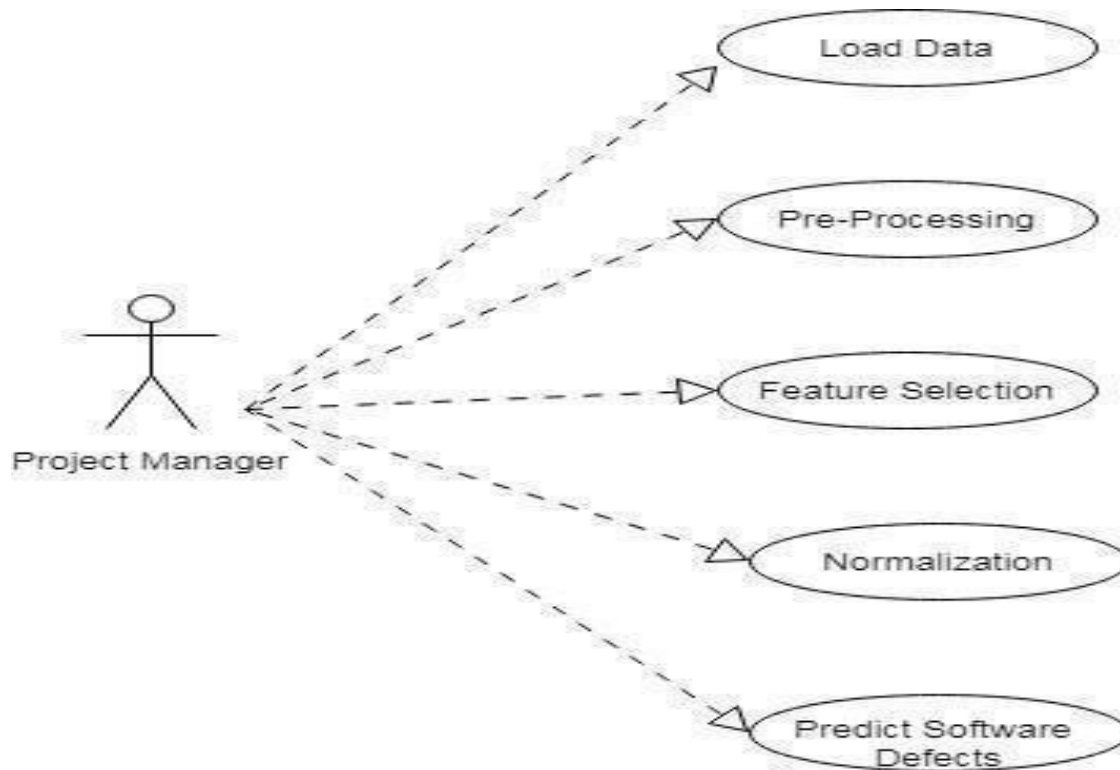 Load Data
Pre-Processing
Feature Selection
Project Manager
Normalization
Predict Software
Defects